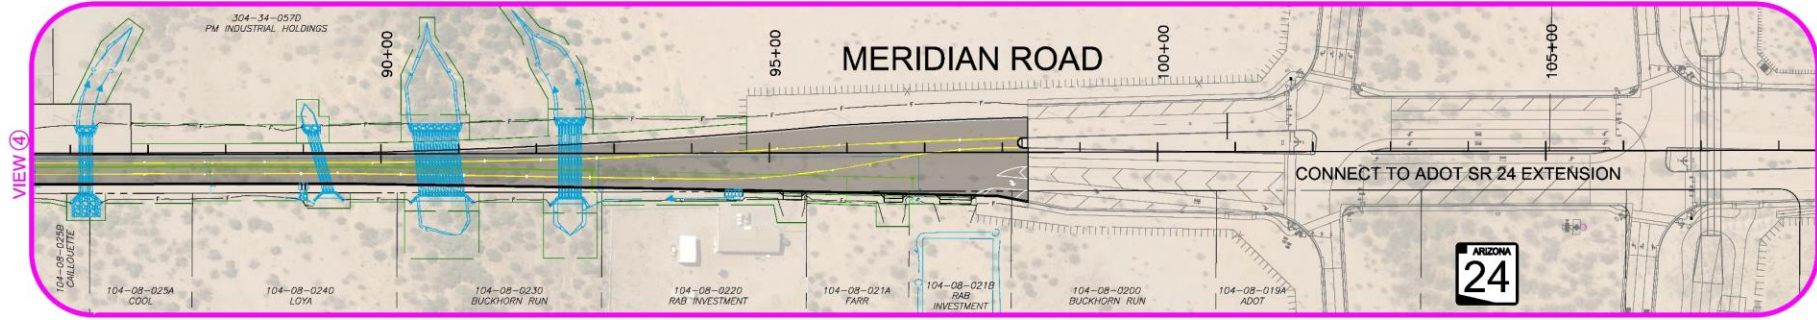 304-34-057D
PM INDUSTRIAL HOLDINGS
90+00
95+00
MERIDIAN ROAD
100+00
105+00
VIEW ④
CONNECT TO ADOT SR 24 EXTENSION
104-08-025B
CAILLOUETTE
104-08-025A
COOL
104-08-0240
LOYA
104-08-0230
BUCKHORN RUN
104-08-0220
RAB INVESTMENT
104-08-021A
FARR
104-08-021B
RAB
INVESTMENT
104-08-0200
BUCKHORN RUN
104-08-019A
ADOT
ARIZONA
24